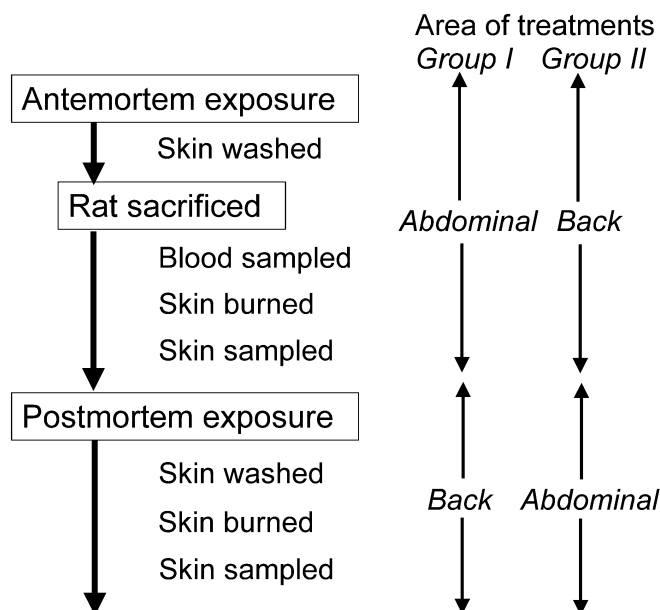 Area of treatments
Group I Group II
Antemortem exposure
Skin washed
Rat sacrificed
Abdominal Back
Blood sampled
Skin burned
Skin sampled
Postmortem exposure
Skin washed
Back Abdominal
Skin burned
Skin sampled